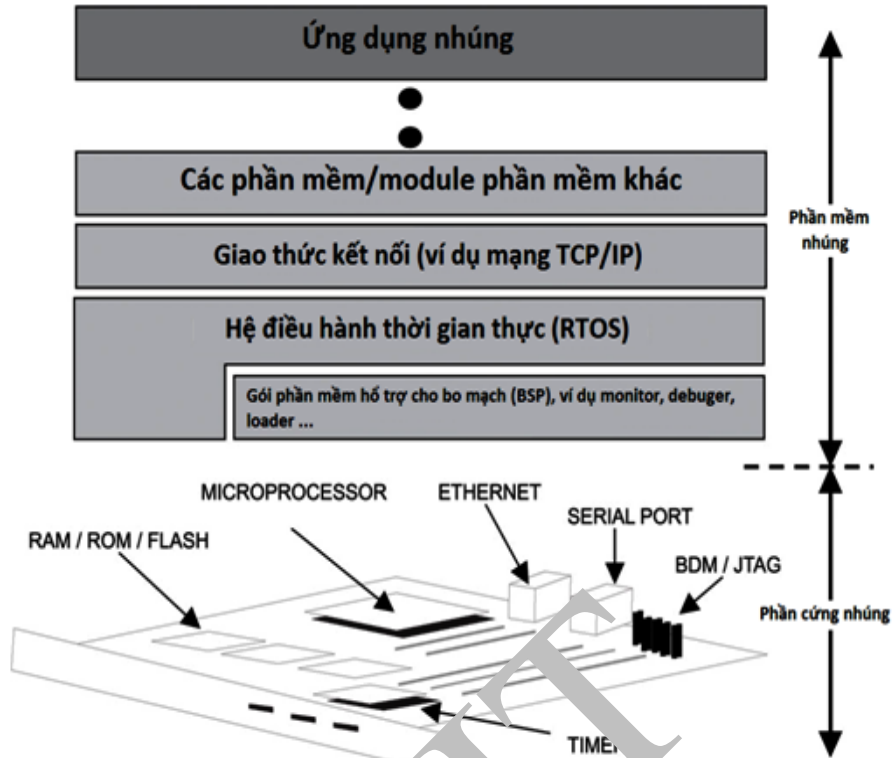 Ứng dụng nhúng
Các phần mềm/module phần mềm khác
Giao thức kết nối (ví dụ mạng TCP/IP)
Hệ điều hành thời gian thực (RTOS)
Gói phần mềm hổ trợ cho bo mạch (BSP), ví dụ monitor, debuger,
loader ...
Phần mềm
nhúng
MICROPROCESSOR
ETHERNET
SERIAL PORT
RAM / ROM / FLASH
BDM / JTAG
Phần cứng nhúng